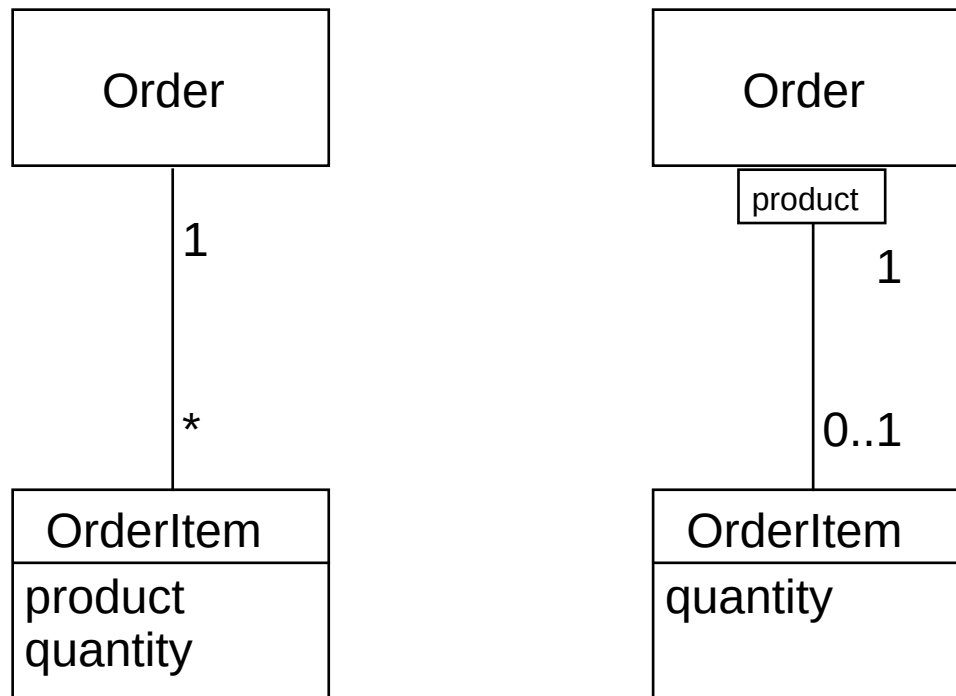 Order
1
*
OrderItem
product
quantity
Order
product
1
0..1
OrderItem
quantity